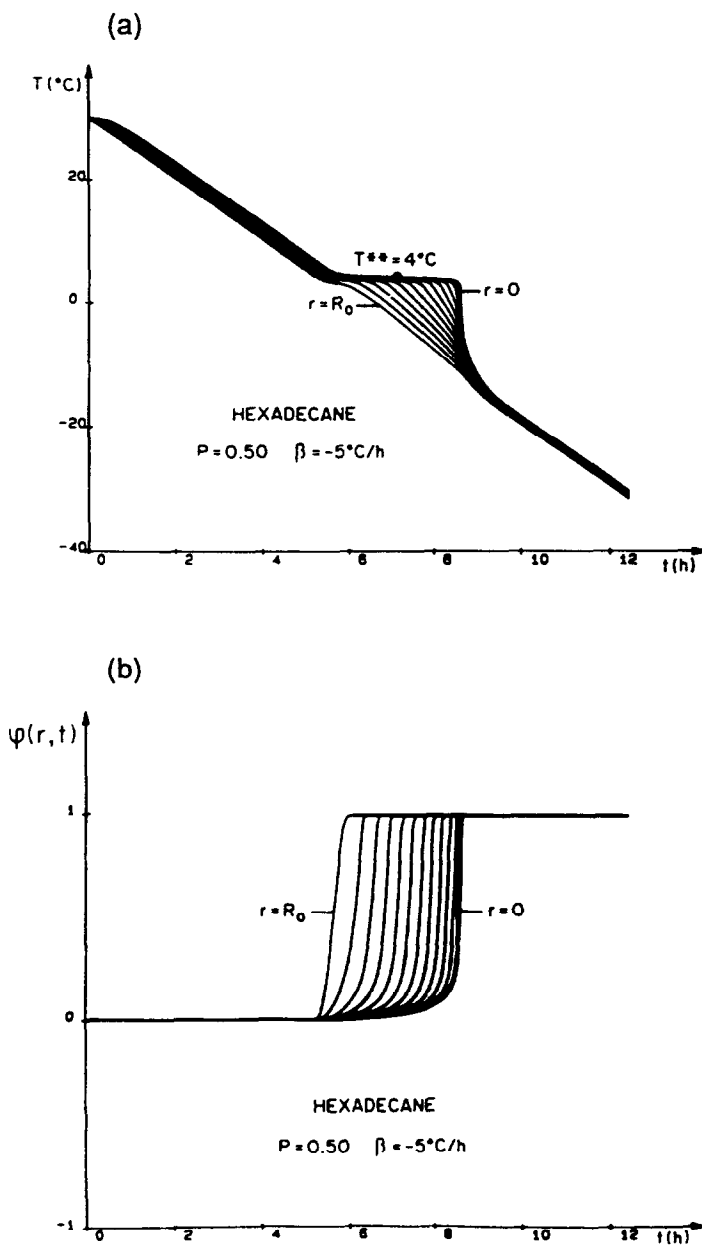 (a)
T(°C)
20
T** = 4°C
0
r = 0
r = R₀
HEXADECANE
-20
P = 0.50 β = -5°C/h
-40
0 2 4 6 8 10 12
t(h)
(b)
φ(r,t)
1
r = R₀
r = 0
0
HEXADECANE
P = 0.50 β = -5°C/h
-1
0 2 4 6 8 10 12
t(h)